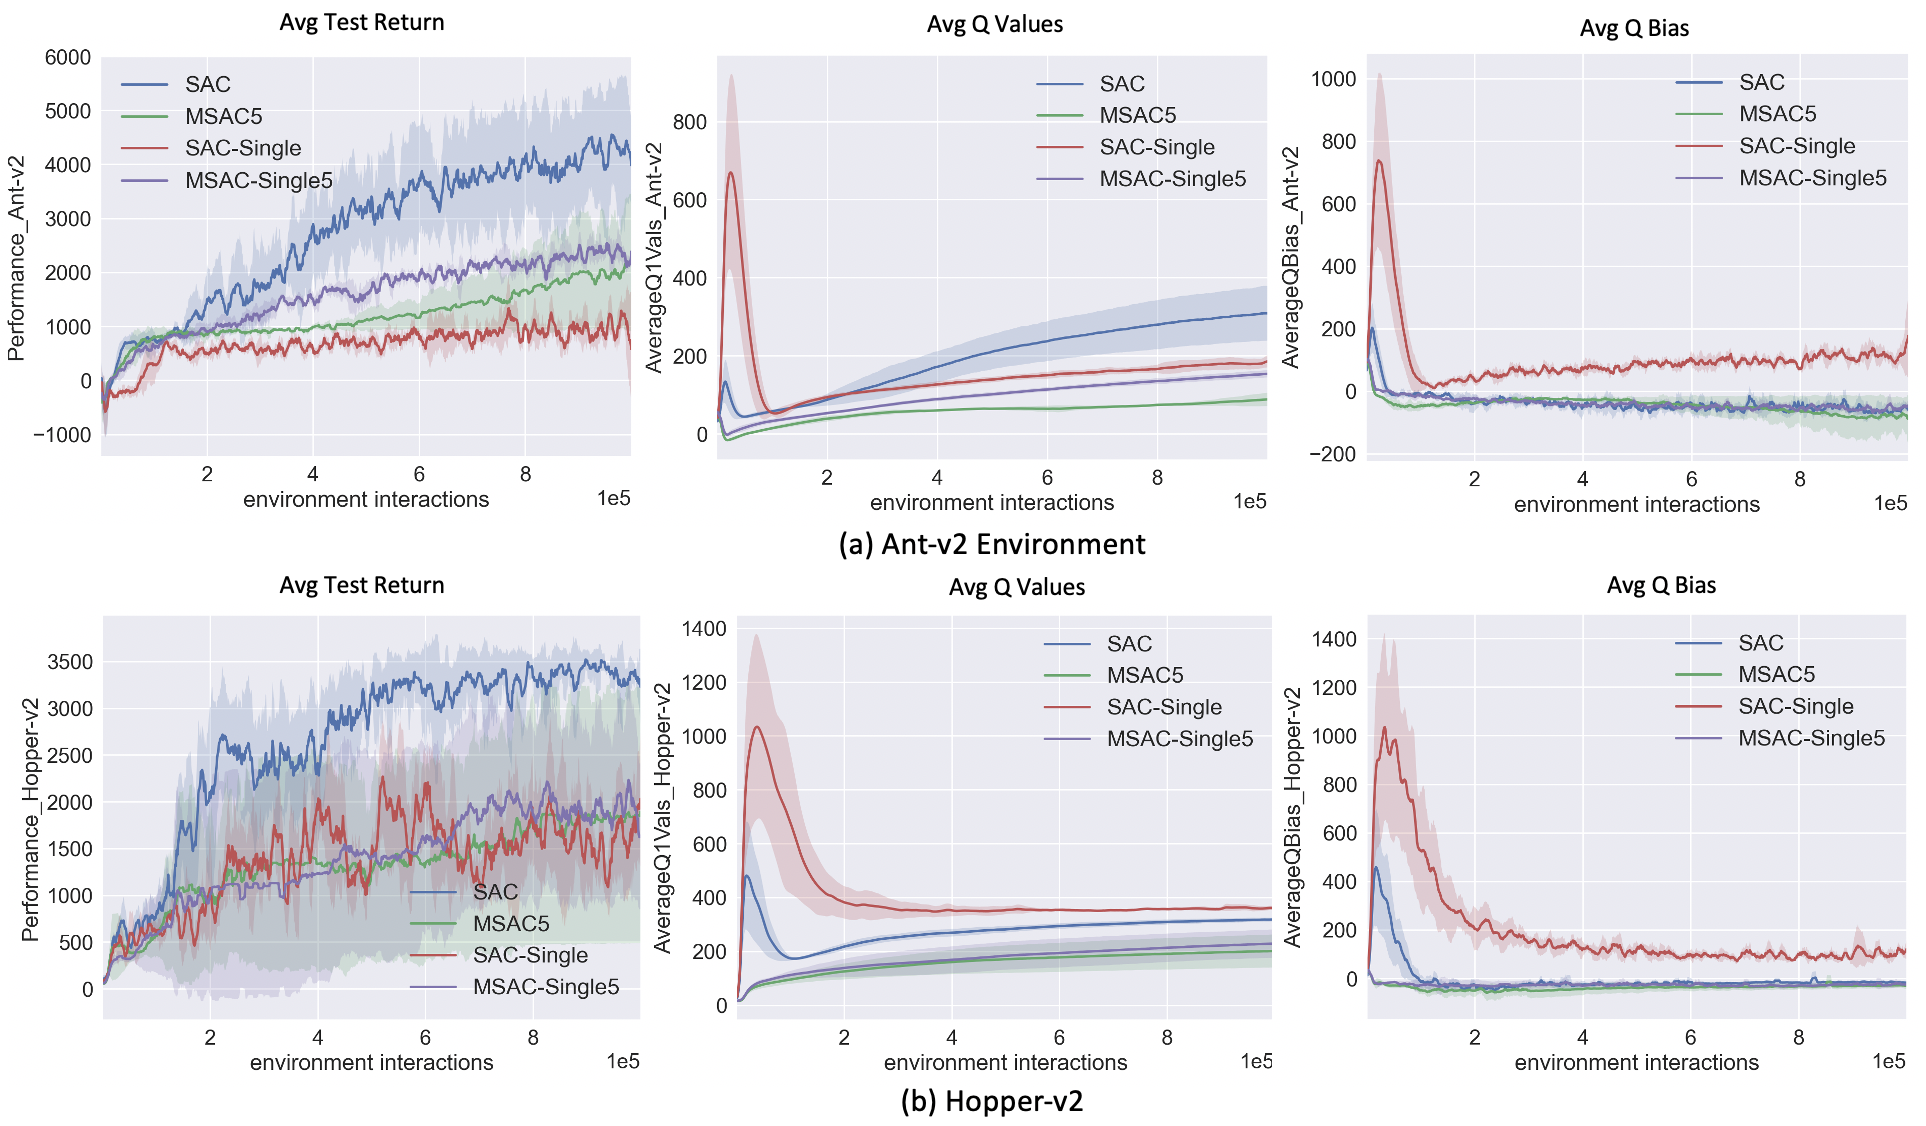 Avg Test Return
Performance_Ant-v2
6000
5000
4000
3000
2000
1000
0
−1000
SAC
MSAC5
SAC-Single
MSAC-Single5
2 4 6 8
environment interactions 1e5
Avg Q Values
AverageQ1Vals_Ant-v2
800
600
400
200
0
SAC
MSAC5
SAC-Single
MSAC-Single5
2 4 6 8
environment interactions 1e5
Avg Q Bias
AverageQBias_Ant-v2
1000
800
600
400
200
0
−200
SAC
MSAC5
SAC-Single
MSAC-Single5
2 4 6 8
environment interactions 1e5
(a) Ant-v2 Environment
Avg Test Return
Performance_Hopper-v2
3500
3000
2500
2000
1500
1000
500
0
SAC
MSAC5
SAC-Single
MSAC-Single5
2 4 6 8
environment interactions 1e5
Avg Q Values
AverageQ1Vals_Hopper-v2
1400
1200
1000
800
600
400
200
0
SAC
MSAC5
SAC-Single
MSAC-Single5
2 4 6 8
environment interactions 1e5
Avg Q Bias
AverageQBias_Hopper-v2
1400
1200
1000
800
600
400
200
0
SAC
MSAC5
SAC-Single
MSAC-Single5
2 4 6 8
environment interactions 1e5
(b) Hopper-v2